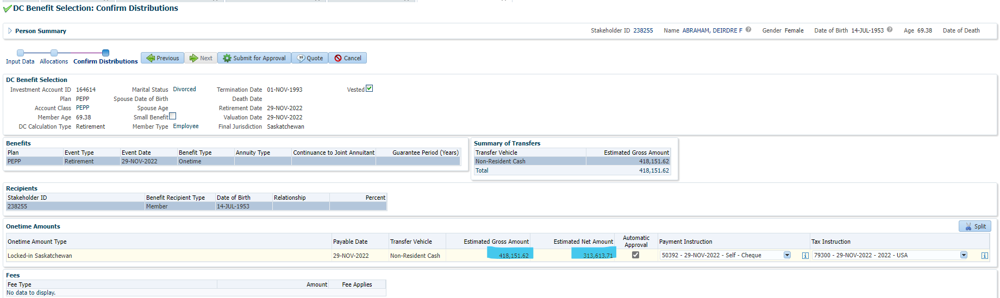 DC Benefit Selection: Confirm Distributions
Person Summary Stakeholder ID 238255 Name ABRAHAM, DEIRDRE F Gender Female Date of Birth 14-JUL-1953 Age 69.38 Date of Death
Input Data Allocations Confirm Distributions Previous Next Submit for Approval Quote Cancel
DC Benefit Selection
Investment Account ID 164614 Marital Status Divorced Termination Date 01-NOV-1993 Vested
Plan PEPP Spouse Date of Birth Death Date
Account Class PEPP Spouse Age Retirement Date 29-NOV-2022
Member Age 69.38 Small Benefit Valuation Date 29-NOV-2022
DC Calculation Type Retirement Member Type Employee Final Jurisdiction Saskatchewan
Benefits
Plan Event Type Event Date Benefit Type Annuity Type Continuance to Joint Annuitant Guarantee Period (Years)
PEPP Retirement 29-NOV-2022 Onetime
Summary of Transfers
Transfer Vehicle Estimated Gross Amount
Non-Resident Cash 418,151.62
Total 418,151.62
Recipients
Stakeholder ID Benefit Recipient Type Date of Birth Relationship Percent
238255 Member 14-JUL-1953
Onetime Amounts Split
Onetime Amount Type Payable Date Transfer Vehicle Estimated Gross Amount Estimated Net Amount Automatic Approval Payment Instruction Tax Instruction
Locked-in Saskatchewan 29-NOV-2022 Non-Resident Cash 418,151.62 313,613.71 50392 - 29-NOV-2022 - Self - Cheque 79300 - 29-NOV-2022 - 2022 - USA
Fees
Fee Type Amount Fee Applies
No data to display.